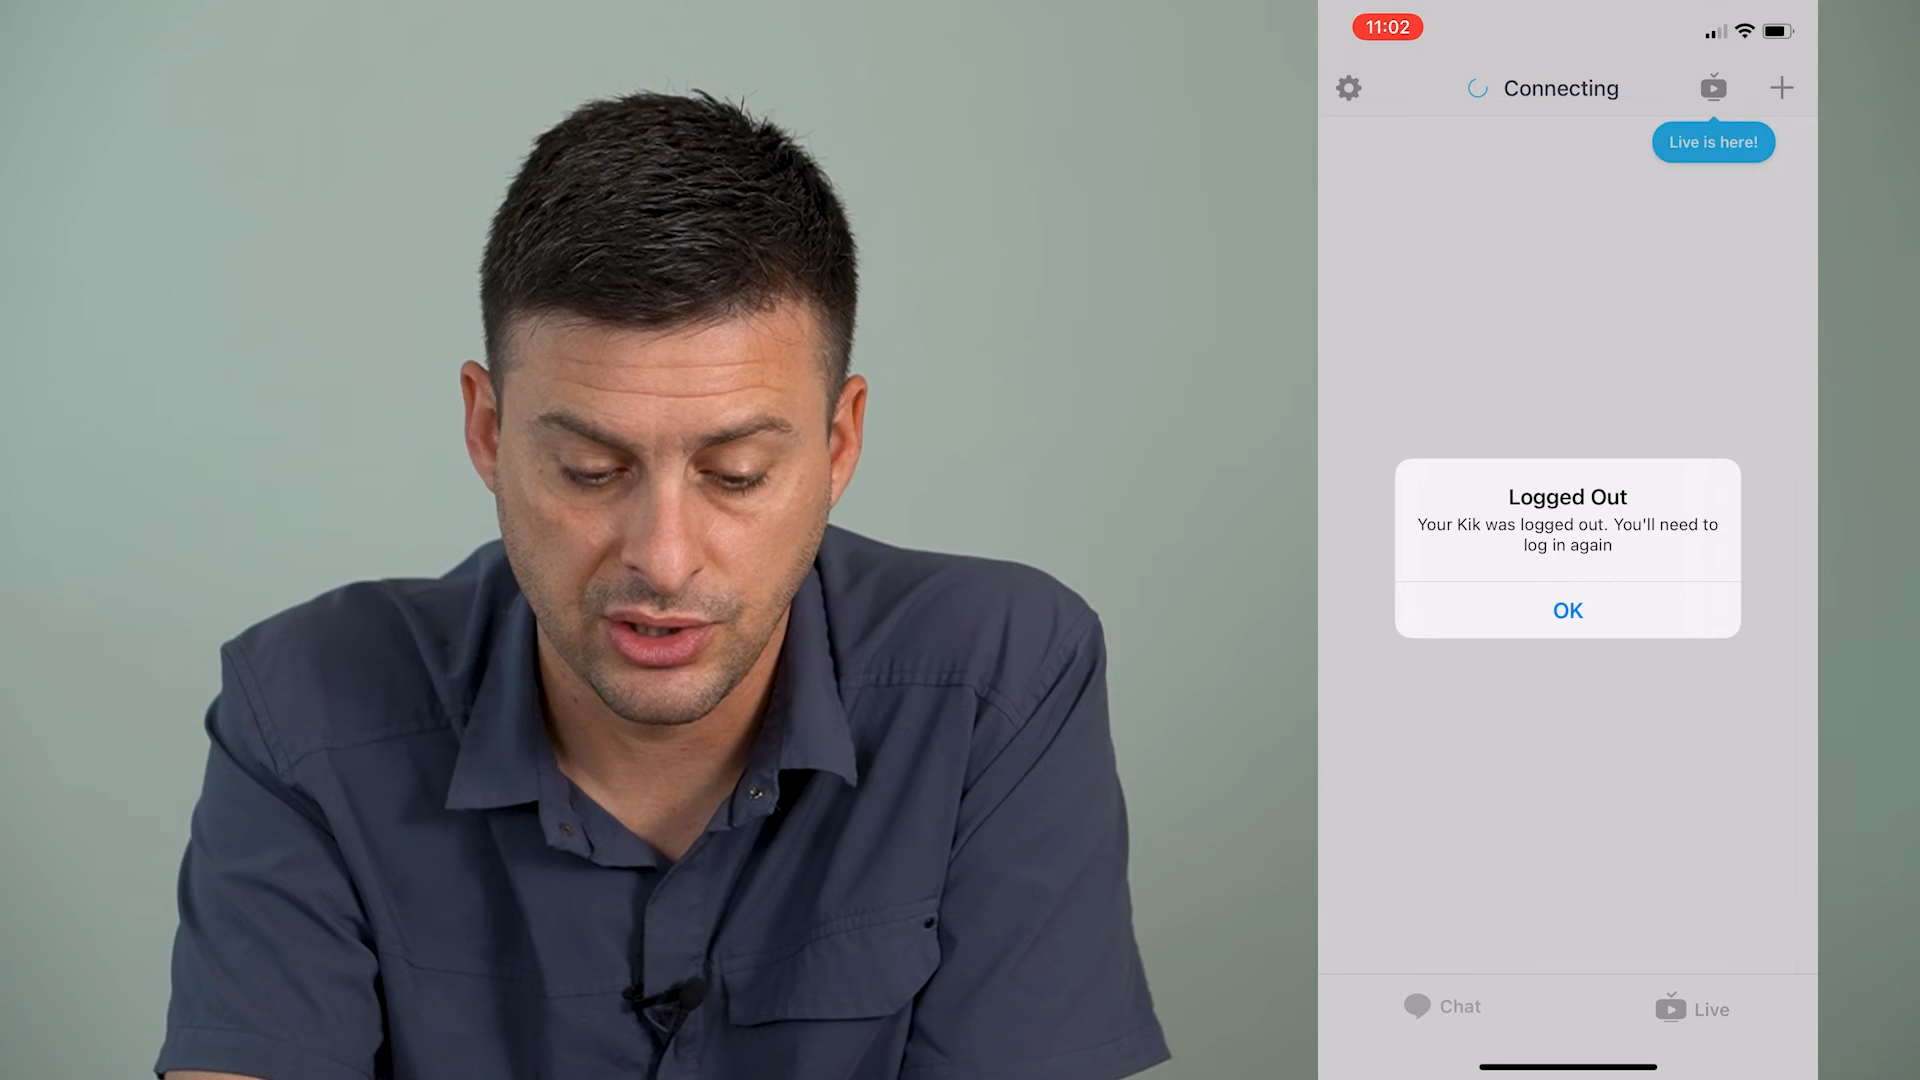 11:02
Connecting
Live is here!
Logged Out
Your Kik was logged out. You'll need to
log in again
OK
Chat
Live